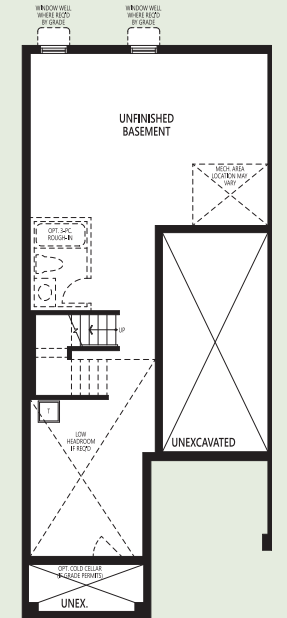 WINDOW WELL
WHERE REQ'D
BY GRADE
WINDOW WELL
WHERE REQ'D
BY GRADE
UNFINISHED
BASEMENT
MECH. AREA
LOCATION MAY
VARY
OPT. 3-PC
ROUGH-IN
UP
T
LOW
HEADROOM
IF REQ'D
UNEXCAVATED
OPT. COLD CELLAR
(IF GRADE PERMITS)
UNEX.